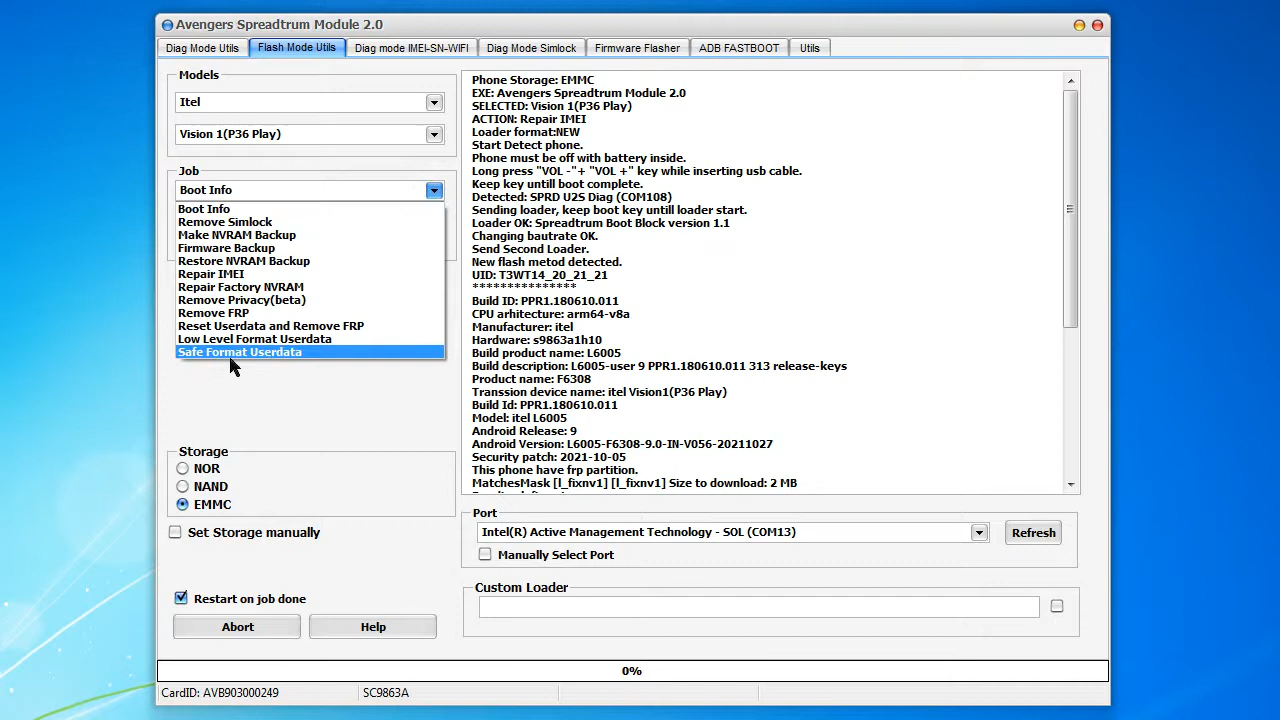 Avengers Spreadtrum Module 2.0
Diag Mode Utils
Flash Mode Utils
Diag mode IMEI-SN-WIFI
Diag Mode Simlock
Firmware Flasher
ADB FASTBOOT
Utils
Models
Itel
Vision 1(P36 Play)
Job
Boot Info
Boot Info
Remove Simlock
Make NVRAM Backup
Firmware Backup
Restore NVRAM Backup
Repair IMEI
Repair Factory NVRAM
Remove Privacy(beta)
Remove FRP
Reset Userdata and Remove FRP
Low Level Format Userdata
Safe Format Userdata
Storage
NOR
NAND
EMMC
Set Storage manually
Restart on job done
Abort
Help
Phone Storage: EMMC
EXE: Avengers Spreadtrum Module 2.0
SELECTED: Vision 1(P36 Play)
ACTION: Repair IMEI
Loader format:NEW
Start Detect phone.
Phone must be off with battery inside.
Long press "VOL -"+ "VOL +" key while inserting usb cable.
Keep key untill boot complete.
Detected: SPRD U2S Diag (COM108)
Sending loader, keep boot key untill loader start.
Loader OK: Spreadtrum Boot Block version 1.1
Changing bautrate OK.
Send Second Loader.
New flash metod detected.
UID: T3WT14_20_21_21
***************
Build ID: PPR1.180610.011
CPU arhitecture: arm64-v8a
Manufacturer: itel
Hardware: s9863a1h10
Build product name: L6005
Build description: L6005-user 9 PPR1.180610.011 313 release-keys
Product name: F6308
Transsion device name: itel Vision1(P36 Play)
Build Id: PPR1.180610.011
Model: itel L6005
Android Release: 9
Android Version: L6005-F6308-9.0-IN-V056-20211027
Security patch: 2021-10-05
This phone have frp partition.
MatchesMask [l_fixnv1] [l_fixnv1] Size to download: 2 MB
Port
Intel(R) Active Management Technology - SOL (COM13)
Refresh
Manually Select Port
Custom Loader
0%
CardID: AVB903000249
SC9863A